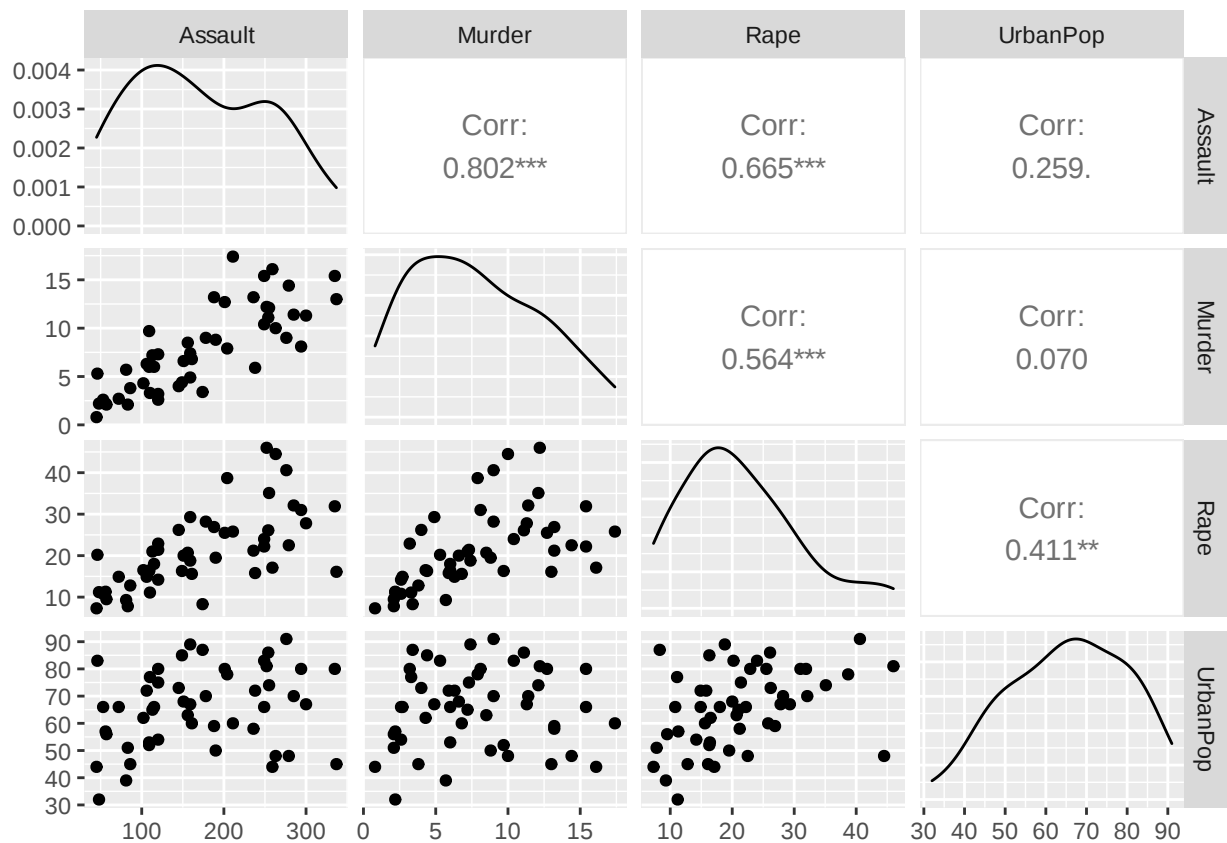 Assault Murder Rape UrbanPop
0.004
0.003
0.002
0.001
0.000
Corr:
0.802***
Corr:
0.665***
Corr:
0.259.
Assault
15
10
5
0
Corr:
0.564***
Corr:
0.070
Murder
40
30
20
10
Corr:
0.411**
Rape
90
80
70
60
50
40
30
UrbanPop
100 200 300 0 5 10 15 10 20 30 40 30 40 50 60 70 80 90